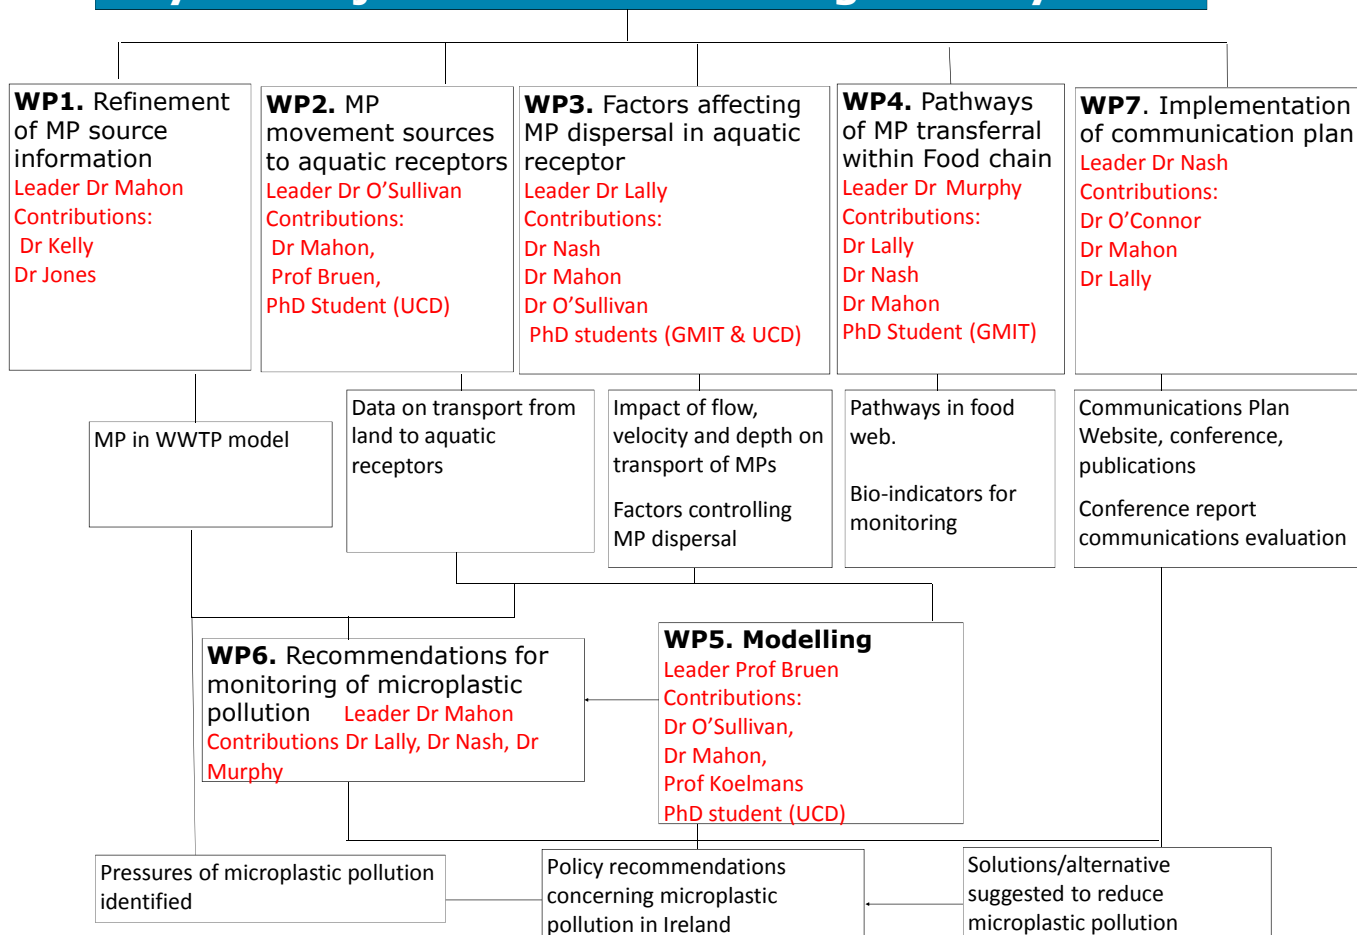 WP1. Refinement
of MP source
information
Leader Dr Mahon
Contributions:
Dr Kelly
Dr Jones
WP2. MP
movement sources
to aquatic receptors
Leader Dr O’Sullivan
Contributions:
Dr Mahon,
Prof Bruen,
PhD Student (UCD)
WP3. Factors affecting
MP dispersal in aquatic
receptor
Leader Dr Lally
Contributions:
Dr Nash
Dr Mahon
Dr O’Sullivan
PhD students (GMIT & UCD)
WP4. Pathways
of MP transferral
within Food chain
Leader Dr Murphy
Contributions:
Dr Lally
Dr Nash
Dr Mahon
PhD Student (GMIT)
WP7. Implementation
of communication plan
Leader Dr Nash
Contributions:
Dr O’Connor
Dr Mahon
Dr Lally
MP in WWTP model
Data on transport from
land to aquatic
receptors
Impact of flow,
velocity and depth on
transport of MPs
Factors controlling
MP dispersal
Pathways in food
web.
Bio-indicators for
monitoring
Communications Plan
Website, conference,
publications
Conference report
communications evaluation
WP6. Recommendations for
monitoring of microplastic
pollution Leader Dr Mahon
Contributions Dr Lally, Dr Nash, Dr
Murphy
WP5. Modelling
Leader Prof Bruen
Contributions:
Dr O’Sullivan,
Dr Mahon,
Prof Koelmans
PhD student (UCD)
Pressures of microplastic pollution
identified
Policy recommendations
concerning microplastic
pollution in Ireland
Solutions/alternative
suggested to reduce
microplastic pollution